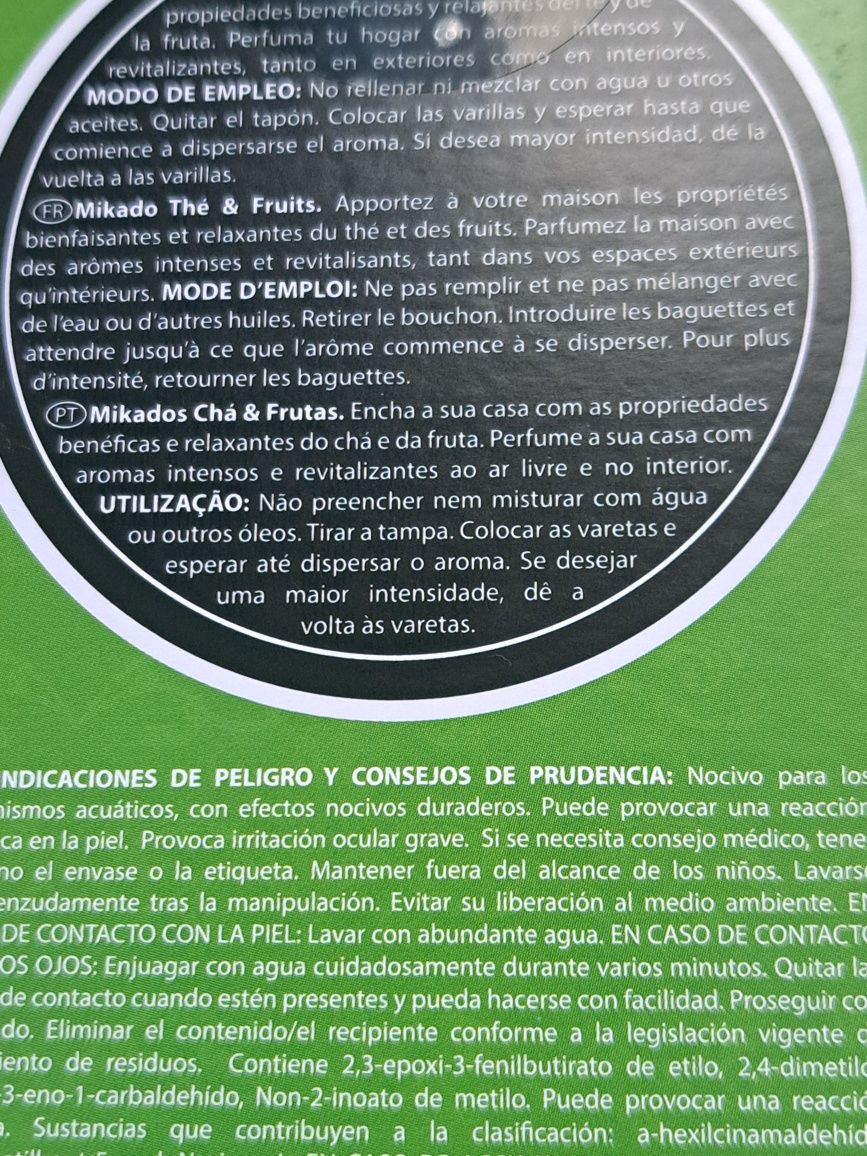 propiedades beneficiosas y relajantes del té y de
la fruta. Perfuma tu hogar con aromas intensos y
revitalizantes, tanto en exteriores como en interiores.
MODO DE EMPLEO: No rellenar ni mezclar con agua u otros
aceites. Quitar el tapón. Colocar las varillas y esperar hasta que
comience a dispersarse el aroma. Si desea mayor intensidad, dé la
vuelta a las varillas.
FR Mikado Thé & Fruits. Apportez à votre maison les propriétés
bienfaisantes et relaxantes du thé et des fruits. Parfumez la maison avec
des arômes intenses et revitalisants, tant dans vos espaces extérieurs
qu'intérieurs. MODE D'EMPLOI: Ne pas remplir et ne pas mélanger avec
de l'eau ou d'autres huiles. Retirer le bouchon. Introduire les baguettes et
attendre jusqu'à ce que l'arôme commence à se disperser. Pour plus
d'intensité, retourner les baguettes.
PT Mikados Chá & Frutas. Encha a sua casa com as propriedades
benéficas e relaxantes do chá e da fruta. Perfume a sua casa com
aromas intensos e revitalizantes ao ar livre e no interior.
UTILIZAÇÃO: Não preencher nem misturar com água
ou outros óleos. Tirar a tampa. Colocar as varetas e
esperar até dispersar o aroma. Se desejar
uma maior intensidade, dê a
volta às varetas.
INDICACIONES DE PELIGRO Y CONSEJOS DE PRUDENCIA: Nocivo para los
nismos acuáticos, con efectos nocivos duraderos. Puede provocar una reacción
ca en la piel. Provoca irritación ocular grave. Si se necesita consejo médico, tener
no el envase o la etiqueta. Mantener fuera del alcance de los niños. Lavarse
enzudamente tras la manipulación. Evitar su liberación al medio ambiente. E
DE CONTACTO CON LA PIEL: Lavar con abundante agua. EN CASO DE CONTACTO
OS OJOS: Enjuagar con agua cuidadosamente durante varios minutos. Quitar la
de contacto cuando estén presentes y pueda hacerse con facilidad. Proseguir co
do. Eliminar el contenido/el recipiente conforme a la legislación vigente
iento de residuos. Contiene 2,3-epoxi-3-fenilbutirato de etilo, 2,4-dimetilc
-3-eno-1-carbaldehído, Non-2-inoato de metilo. Puede provocar una reacció
a. Sustancias que contribuyen a la clasificación: a-hexilcinamaldehíd